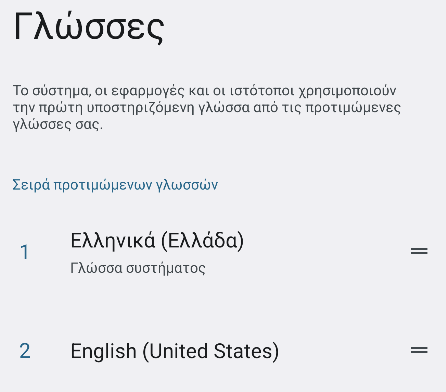 Γλώσσες
Το σύστημα, οι εφαρμογές και οι ιστότοποι χρησιμοποιούν
την πρώτη υποστηριζόμενη γλώσσα από τις προτιμώμενες
γλώσσες σας.
Σειρά προτιμώμενων γλωσσών
1 Ελληνικά (Ελλάδα)
Γλώσσα συστήματος
2 English (United States)